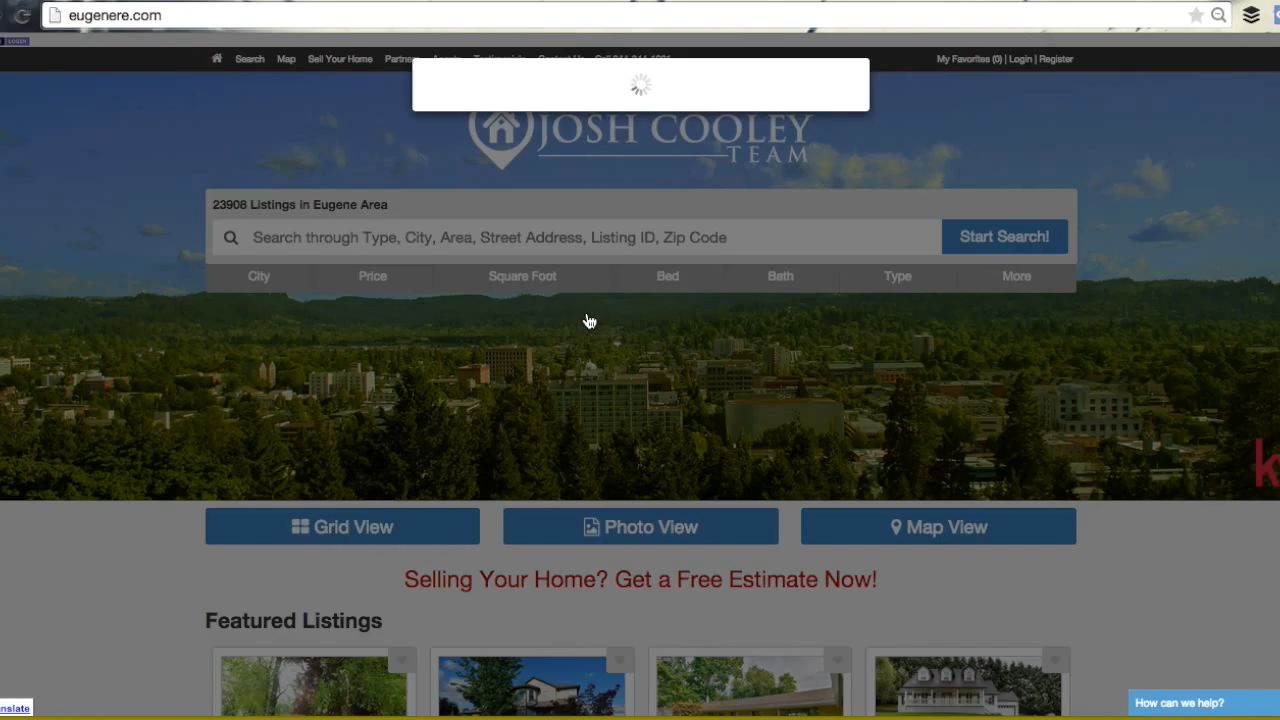 eugenere.com
LOGIN
Search Map Sell Your Home
My Favorites (0) | Login | Register
JOSH COOLEY
TEAM
23908 Listings in Eugene Area
Search through Type, City, Area, Street Address, Listing ID, Zip Code
Start Search!
City Price Square Foot Bed Bath Type More
k
Grid View Photo View Map View
Selling Your Home? Get a Free Estimate Now!
Featured Listings
How can we help?
nslate